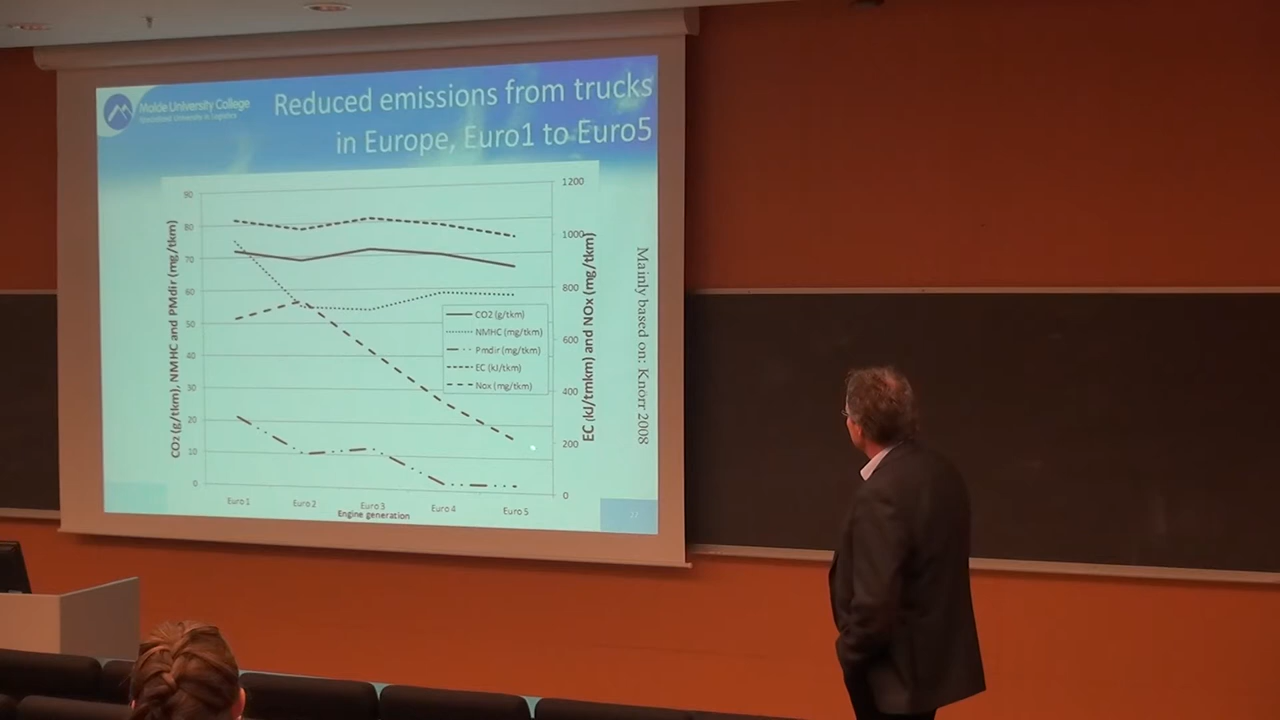 Molde University College
Specialized University in Logistics
Reduced emissions from trucks
in Europe, Euro1 to Euro5
90
80
70
60
50
40
30
20
10
0
CO2 (g/tkm), NMHC and PMdir (mg/tkm)
1200
1000
800
600
400
200
0
EC (kJ/tmkm) and NOx (mg/tkm)
CO2 (g/tkm)
NMHC (mg/tkm)
Pmdir (mg/tkm)
EC (kJ/tkm)
Nox (mg/tkm)
Euro 1
Euro 2
Euro 3
Euro 4
Euro 5
Engine generation
Mainly based on: Knörr 2008